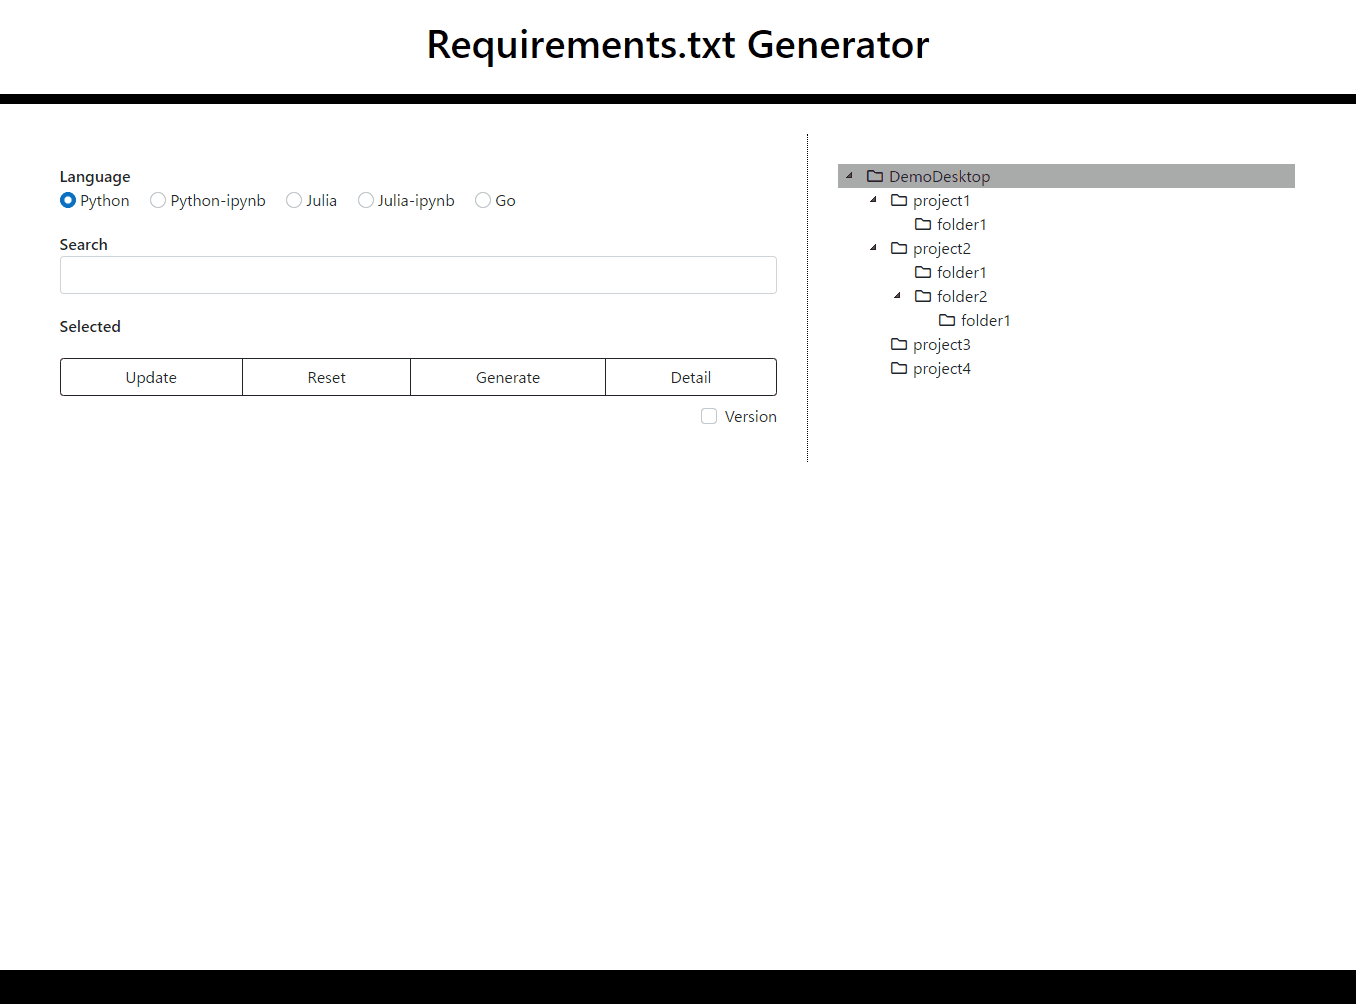 Requirements.txt Generator
Language
Python Python-ipynb Julia Julia-ipynb Go
Search
Selected
Update Reset Generate Detail
Version
DemoDesktop
project1
folder1
project2
folder1
folder2
folder1
project3
project4